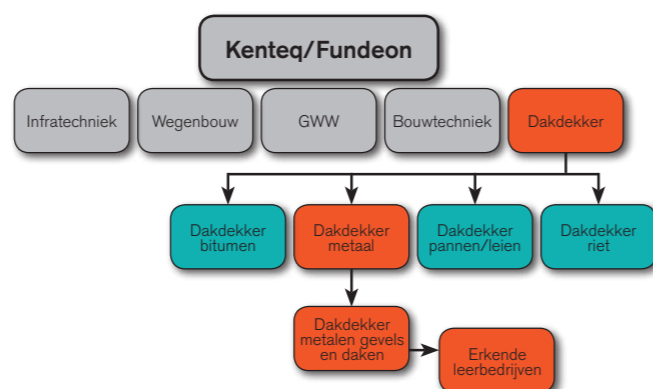 Kenteq/Fundeon
Infratechniek
Wegenbouw
GWW
Bouwtechniek
Dakdekker
Dakdekker
bitumen
Dakdekker
metaal
Dakdekker
pannen/leien
Dakdekker
riet
Dakdekker
metalen gevels
en daken
Erkende
leerbedrijven